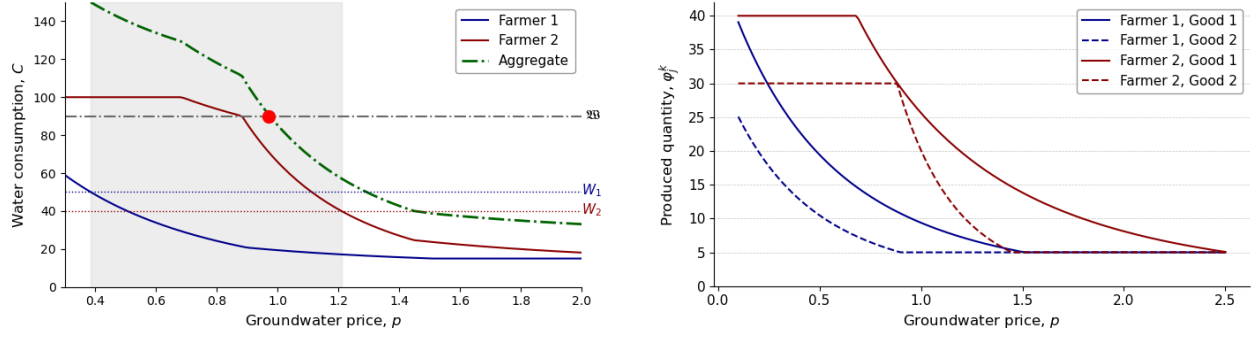 140
120
100
80
60
40
20
0
Water consumption, C
Farmer 1
Farmer 2
Aggregate
W₁
W₂
0.4
0.6
0.8
1.0
1.2
1.4
1.6
1.8
2.0
Groundwater price, p
40
35
30
25
20
15
10
5
0
Produced quantity, φⱼᵏ
Farmer 1, Good 1
Farmer 1, Good 2
Farmer 2, Good 1
Farmer 2, Good 2
0.0
0.5
1.0
1.5
2.0
2.5
Groundwater price, p